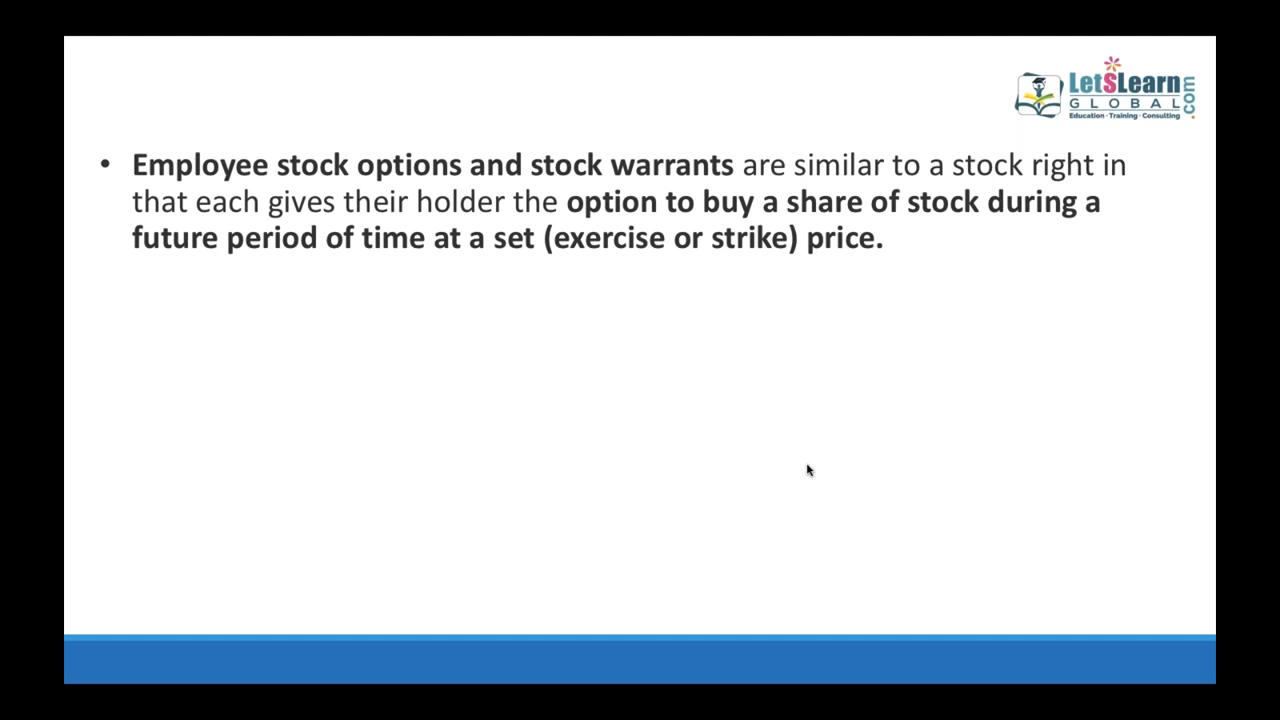 LetSLearn
GLOBAL
.com
Education · Training · Consulting
• Employee stock options and stock warrants are similar to a stock right in
that each gives their holder the option to buy a share of stock during a
future period of time at a set (exercise or strike) price.